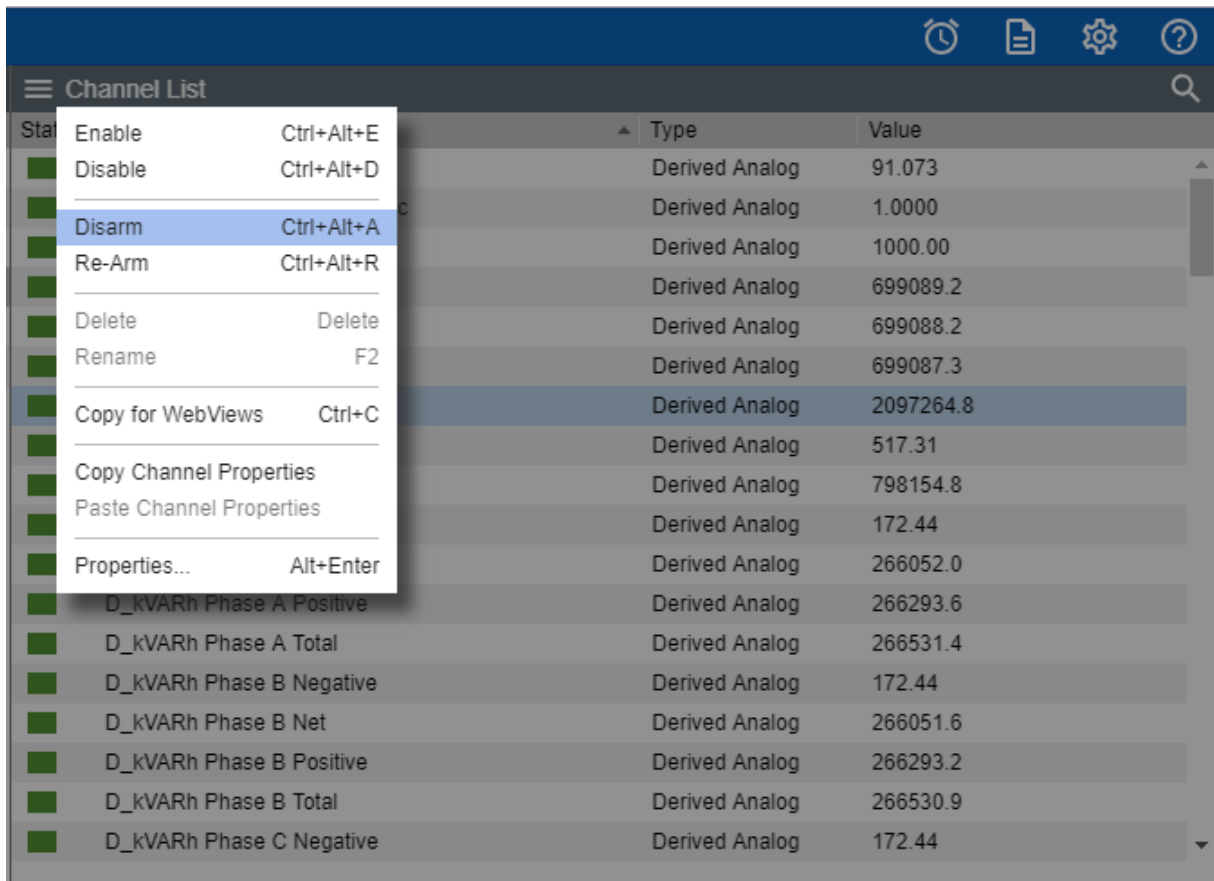 Channel List
Stat Type Value
Enable Ctrl+Alt+E
Disable Ctrl+Alt+D
Disarm Ctrl+Alt+A
Re-Arm Ctrl+Alt+R
Delete Delete
Rename F2
Copy for WebViews Ctrl+C
Copy Channel Properties
Paste Channel Properties
Properties... Alt+Enter
Derived Analog 91.073
c Derived Analog 1.0000
Derived Analog 1000.00
Derived Analog 699089.2
Derived Analog 699088.2
Derived Analog 699087.3
Derived Analog 2097264.8
Derived Analog 517.31
Derived Analog 798154.8
Derived Analog 172.44
Derived Analog 266052.0
D_kVARh Phase A Positive Derived Analog 266293.6
D_kVARh Phase A Total Derived Analog 266531.4
D_kVARh Phase B Negative Derived Analog 172.44
D_kVARh Phase B Net Derived Analog 266051.6
D_kVARh Phase B Positive Derived Analog 266293.2
D_kVARh Phase B Total Derived Analog 266530.9
D_kVARh Phase C Negative Derived Analog 172.44